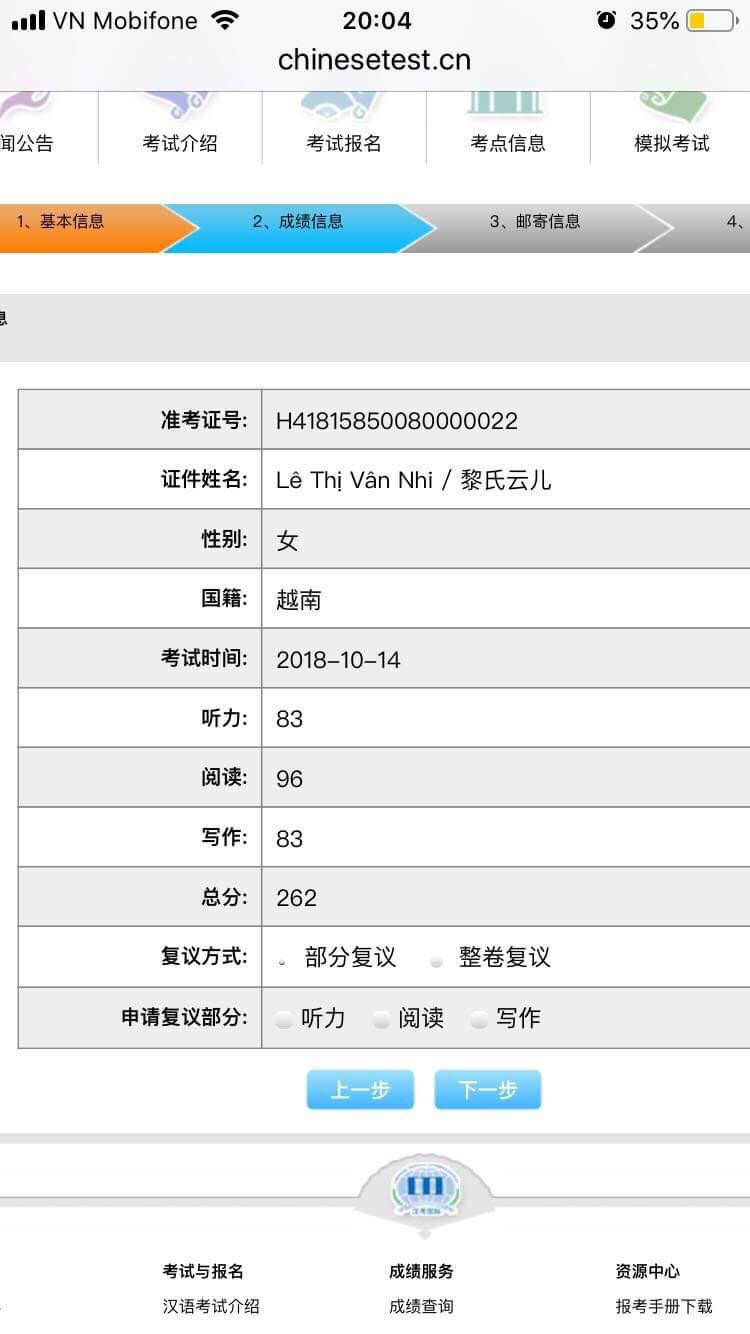 VN Mobifone 20:04 35%
chinesetest.cn
闻公告 考试介绍 考试报名 考点信息 模拟考试
1、基本信息 2、成绩信息 3、邮寄信息 4、
息
准考证号: H41815850080000022
证件姓名: Lê Thị Vân Nhi / 黎氏云儿
性别: 女
国籍: 越南
考试时间: 2018-10-14
听力: 83
阅读: 96
写作: 83
总分: 262
复议方式: 部分复议 整卷复议
申请复议部分: 听力 阅读 写作
上一步 下一步
汉考国际
考试与报名 成绩服务 资源中心
汉语考试介绍 成绩查询 报考手册下载